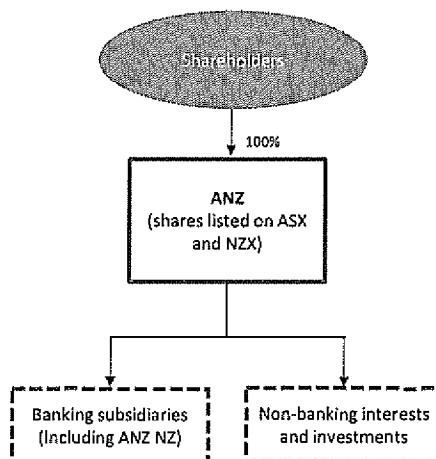 Shareholders
100%
ANZ
(shares listed on ASX
and NZX)
Banking subsidiaries
(Including ANZ NZ)
Non-banking interests
and investments